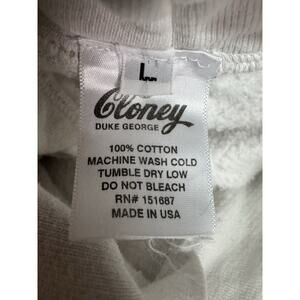 L
Cloney
DUKE GEORGE
100% COTTON
MACHINE WASH COLD
TUMBLE DRY LOW
DO NOT BLEACH
RN# 151687
MADE IN USA